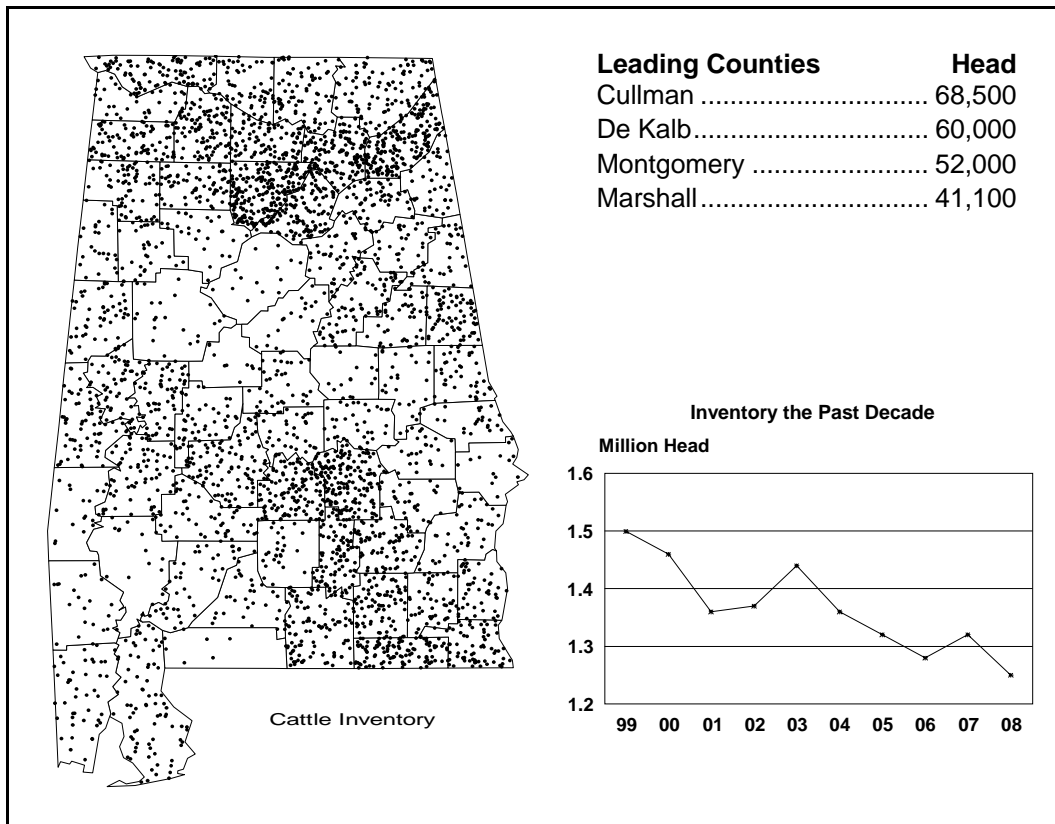 Leading Counties Head
Cullman ............................... 68,500
De Kalb................................ 60,000
Montgomery ........................ 52,000
Marshall............................... 41,100
Inventory the Past Decade
Million Head
1.6
1.5
1.4
1.3
1.2
99 00 01 02 03 04 05 06 07 08
Cattle Inventory